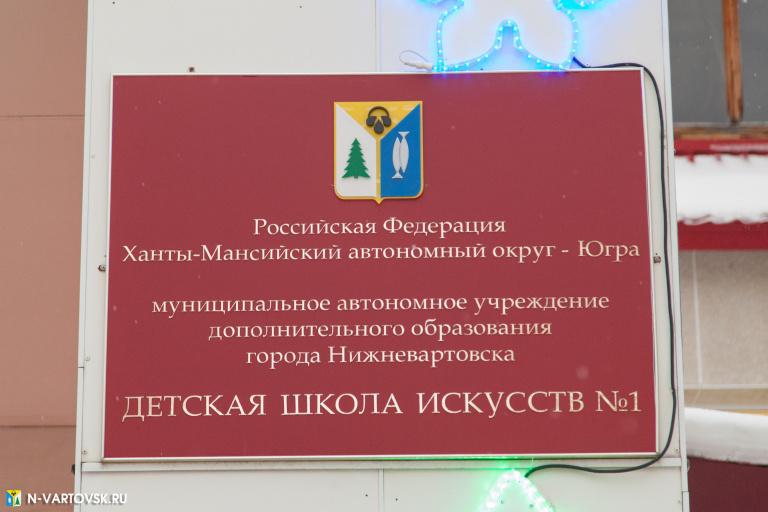 Российская Федерация
Ханты-Мансийский автономный округ - Югра
муниципальное автономное учреждение
дополнительного образования
города Нижневартовска
ДЕТСКАЯ ШКОЛА ИСКУССТВ №1
N-VARTOVSK.RU